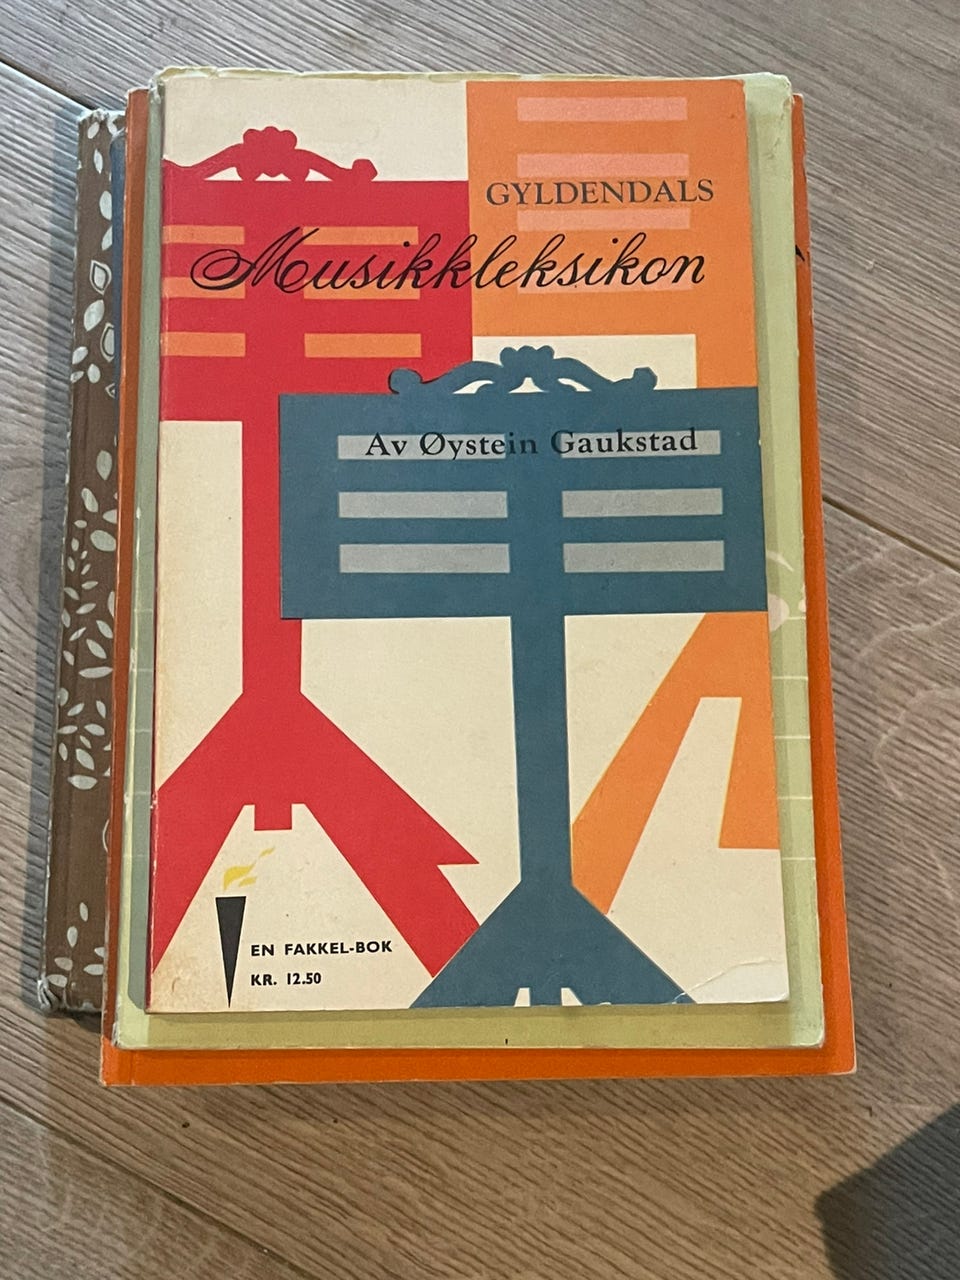 GYLDENDALS
Musikkleksikon
Av Øystein Gaukstad
EN FAKKEL-BOK
KR. 12.50